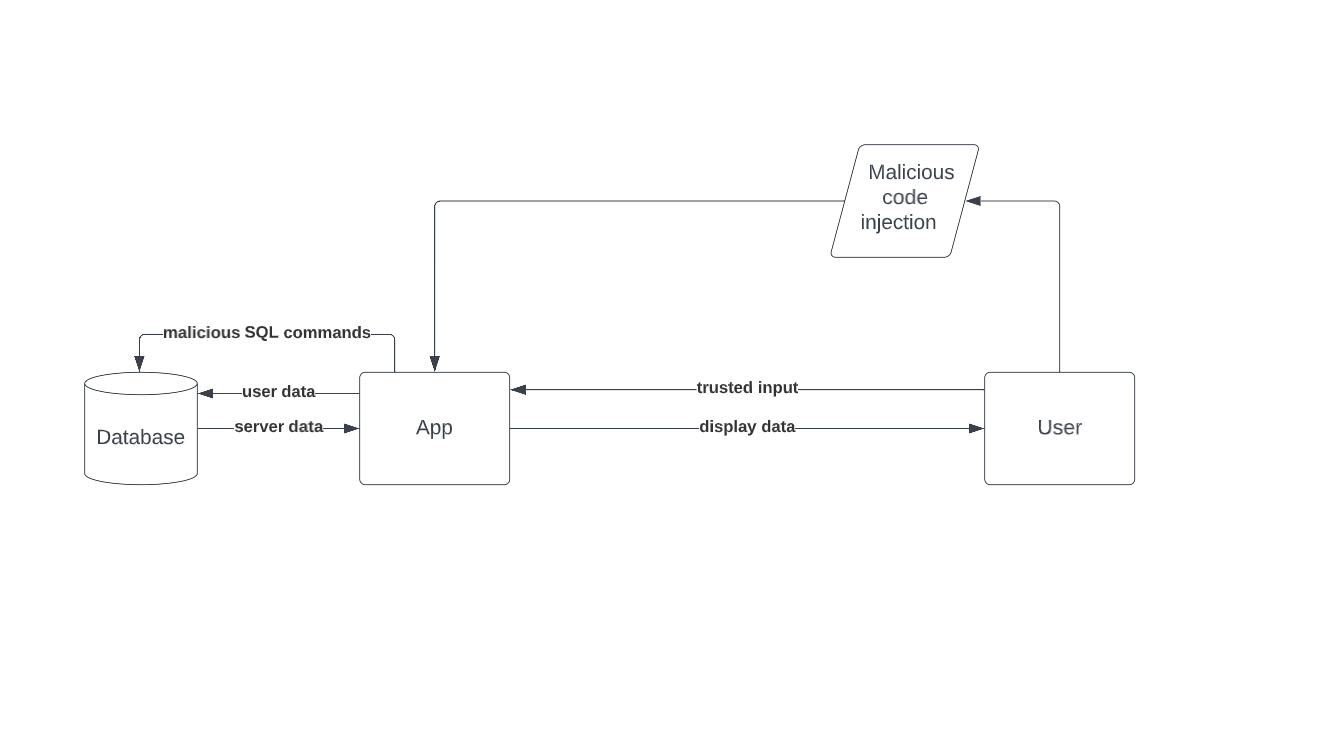 Malicious
code
injection
malicious SQL commands
user data
trusted input
server data
display data
Database
App
User